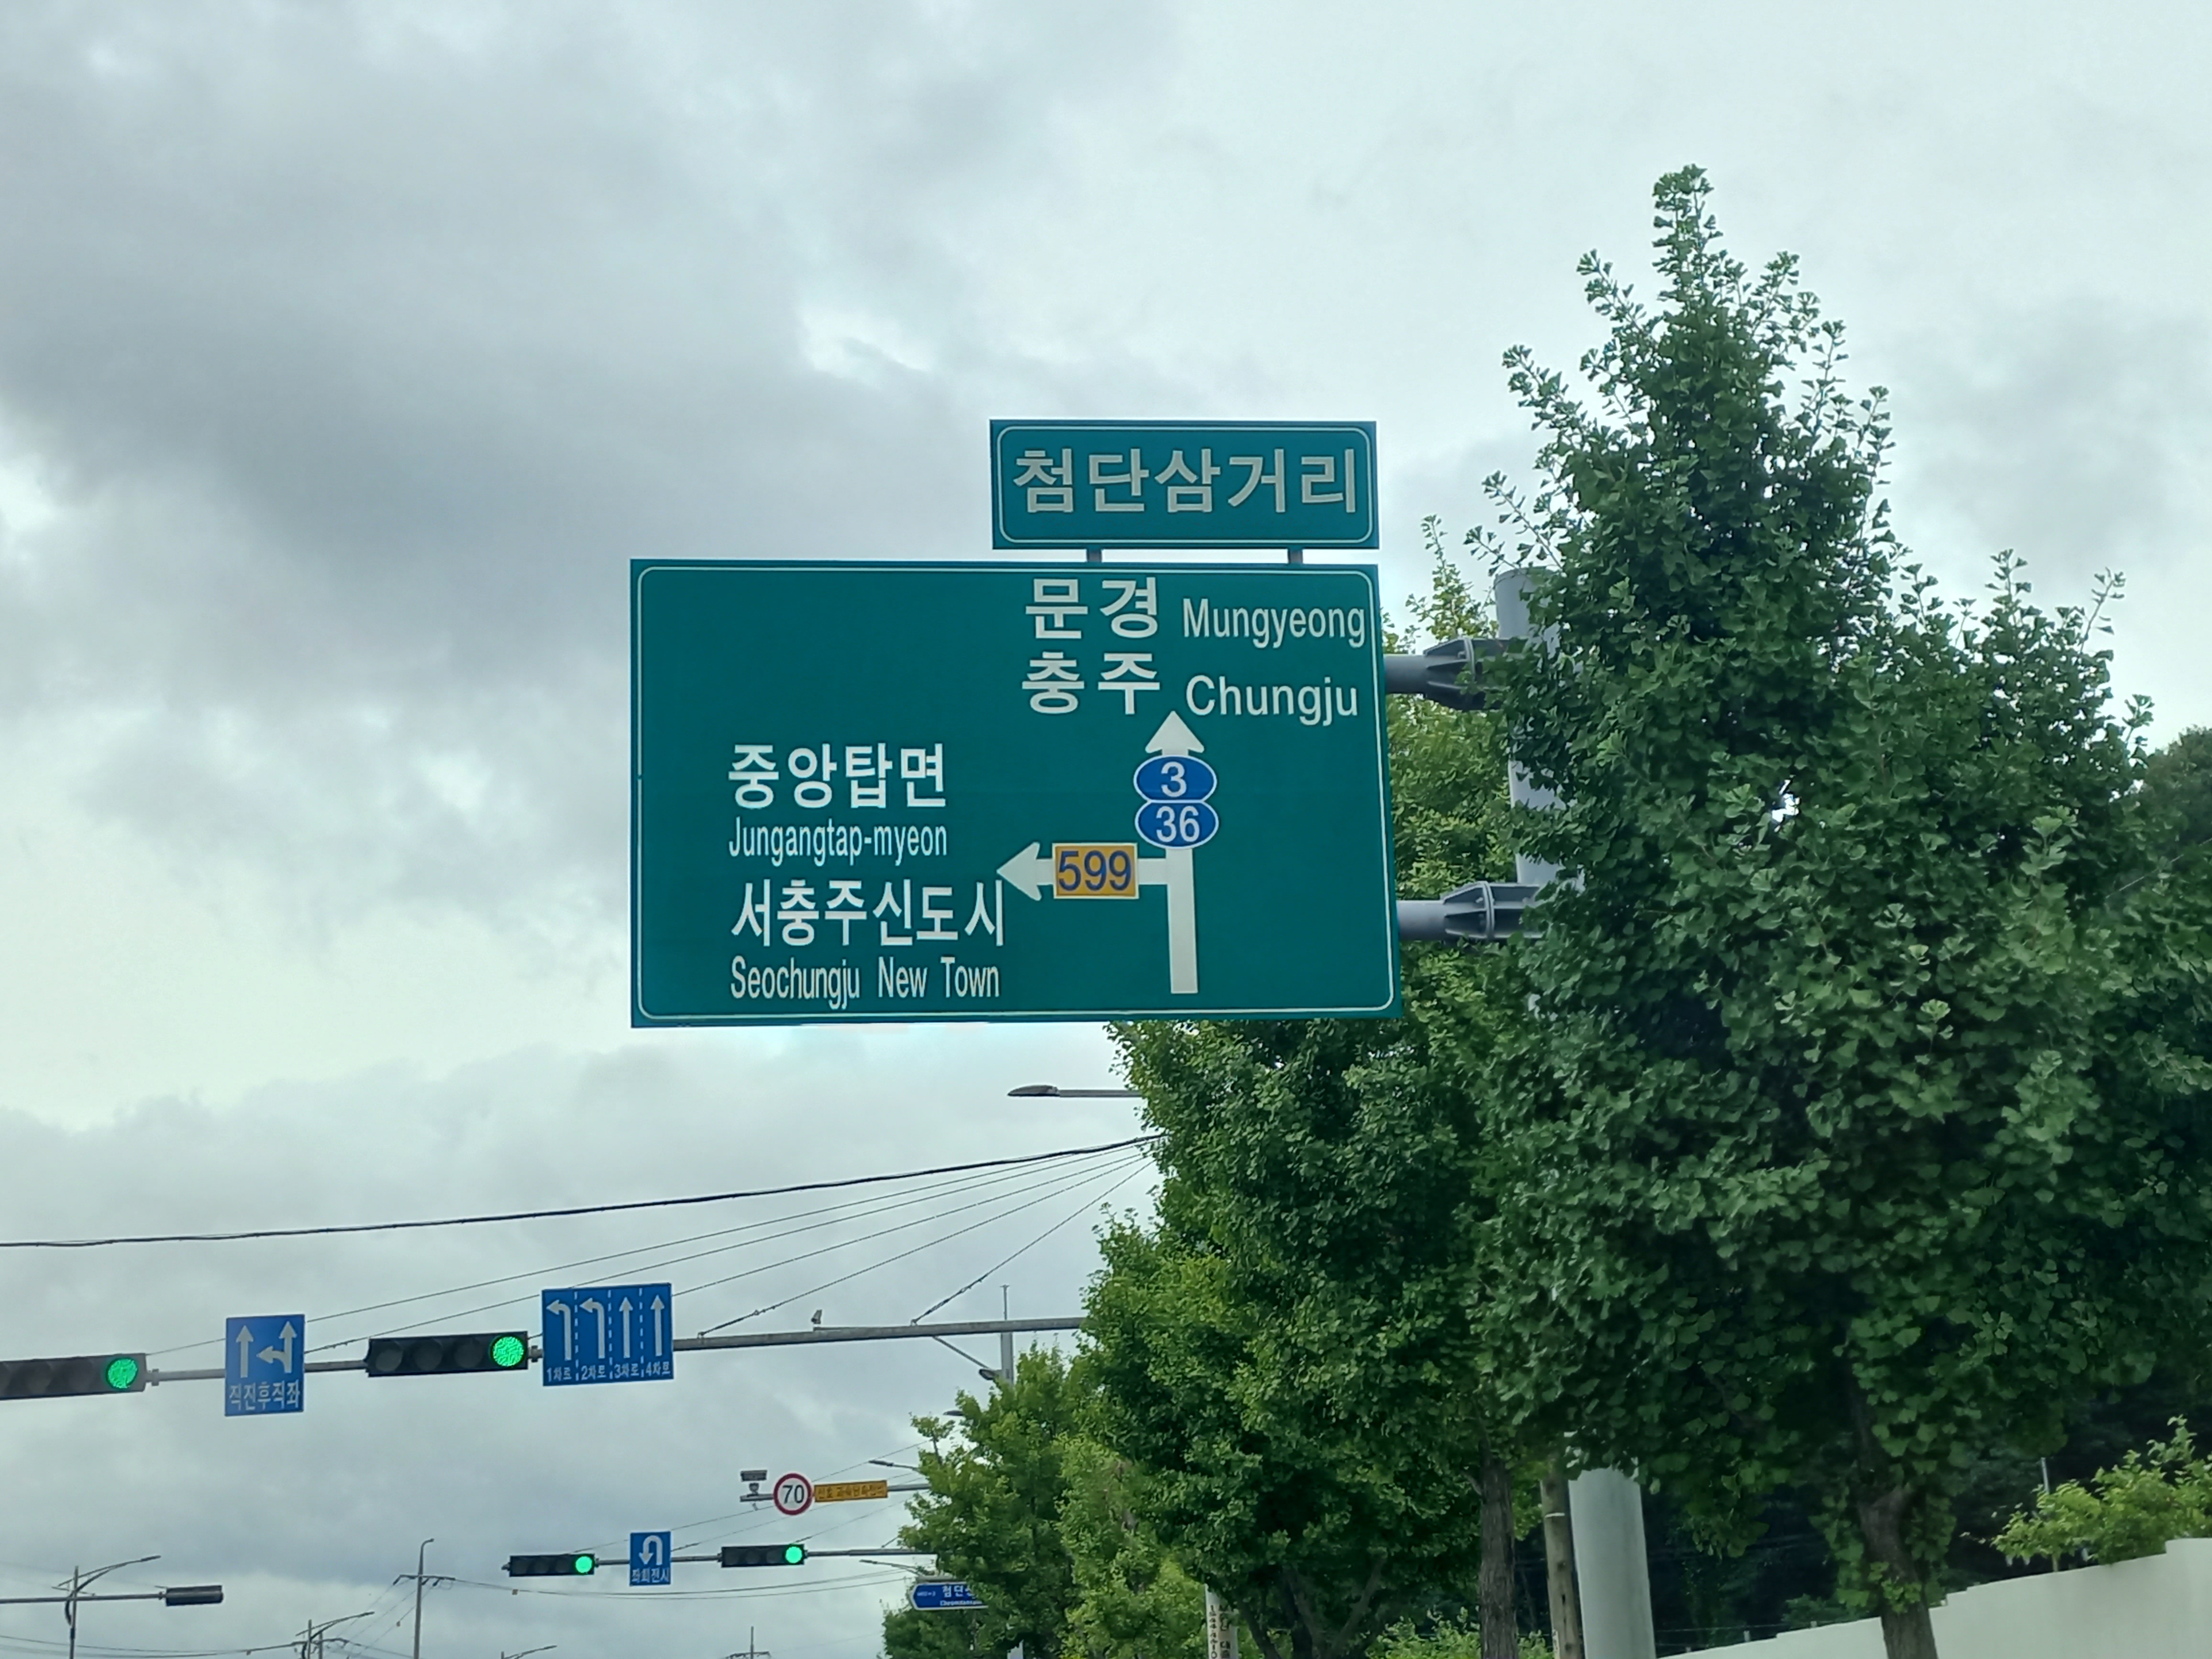 첨단삼거리
문경 Mungyeong
충주 Chungju
3
36
중앙탑면
Jungangtap-myeon
599
서충주신도시
Seochungju New Town
직진후직좌
1차로 2차로 3차로 4차로
70
좌회전시